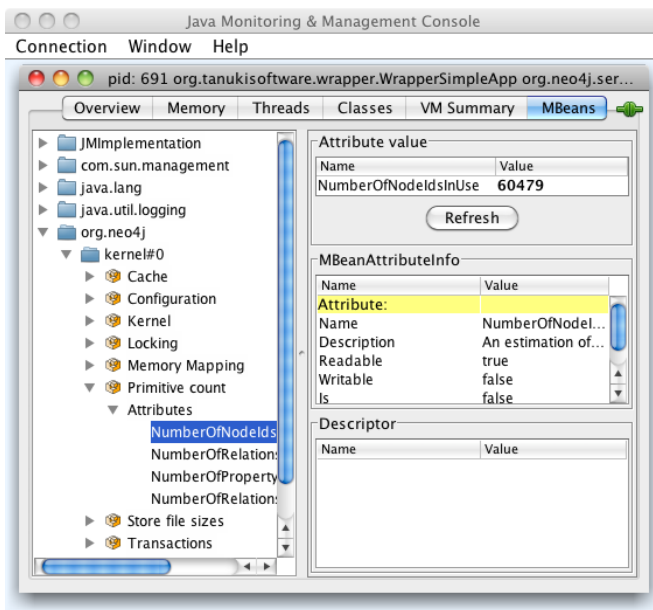 Java Monitoring & Management Console
Connection Window Help
pid: 691 org.tanukisoftware.wrapper.WrapperSimpleApp org.neo4j.ser...
Overview Memory Threads Classes VM Summary MBeans
JMImplementation
com.sun.management
java.lang
java.util.logging
org.neo4j
kernel#0
Cache
Configuration
Kernel
Locking
Memory Mapping
Primitive count
Attributes
NumberOfNodeIds
NumberOfRelations
NumberOfProperty
NumberOfRelations
Store file sizes
Transactions
Attribute value
Name Value
NumberOfNodeIdsInUse 60479
Refresh
MBeanAttributeInfo
Name Value
Attribute:
Name NumberOfNodeI...
Description An estimation of...
Readable true
Writable false
Is false
Descriptor
Name Value